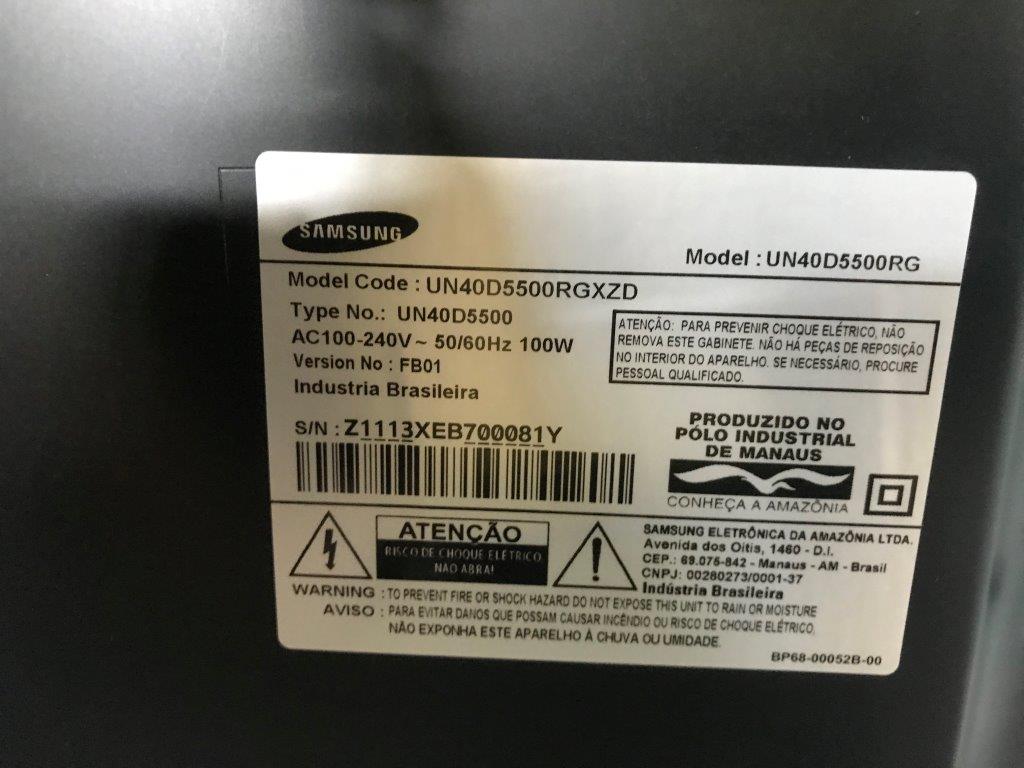 SAMSUNG
Model : UN40D5500RG
Model Code : UN40D5500RGXZD
Type No.: UN40D5500
AC100-240V~ 50/60Hz 100W
Version No : FB01
Industria Brasileira
ATENÇÃO: PARA PREVENIR CHOQUE ELÉTRICO, NÃO
REMOVA ESTE GABINETE. NÃO HÁ PEÇAS DE REPOSIÇÃO
NO INTERIOR DO APARELHO. SE NECESSÁRIO, PROCURE
PESSOAL QUALIFICADO.
S/N : Z1113XEB700081Y
PRODUZIDO NO
PÓLO INDUSTRIAL
DE MANAUS
CONHEÇA A AMAZÔNIA
ATENÇÃO
RISCO DE CHOQUE ELÉTRICO
NÃO ABRA!
SAMSUNG ELETRÔNICA DA AMAZÔNIA LTDA.
Avenida dos Oitis, 1460 - D.I.
CEP.: 69.075-842 - Manaus - AM - Brasil
CNPJ: 00280273/0001-37
Indústria Brasileira
WARNING : TO PREVENT FIRE OR SHOCK HAZARD DO NOT EXPOSE THIS UNIT TO RAIN OR MOISTURE
AVISO : PARA EVITAR DANOS QUE POSSAM CAUSAR INCÊNDIO OU RISCO DE CHOQUE ELÉTRICO,
NÃO EXPONHA ESTE APARELHO À CHUVA OU UMIDADE.
BP68-00052B-00